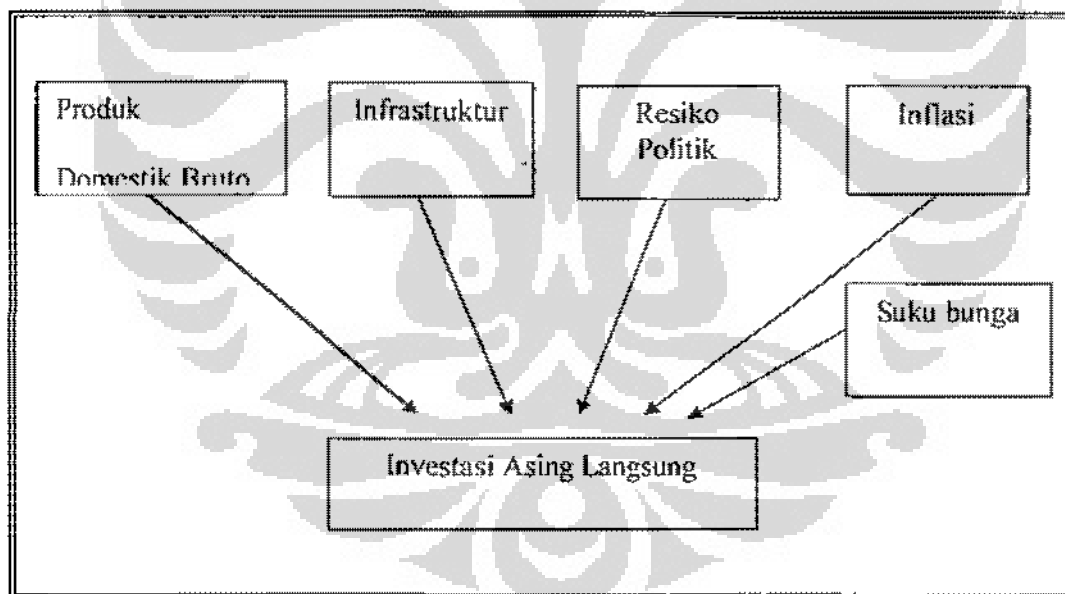 Produk
Domestik Bruto
Infrastruktur
Resiko
Politik
Inflasi
Suku bunga
Investasi Asing Langsung